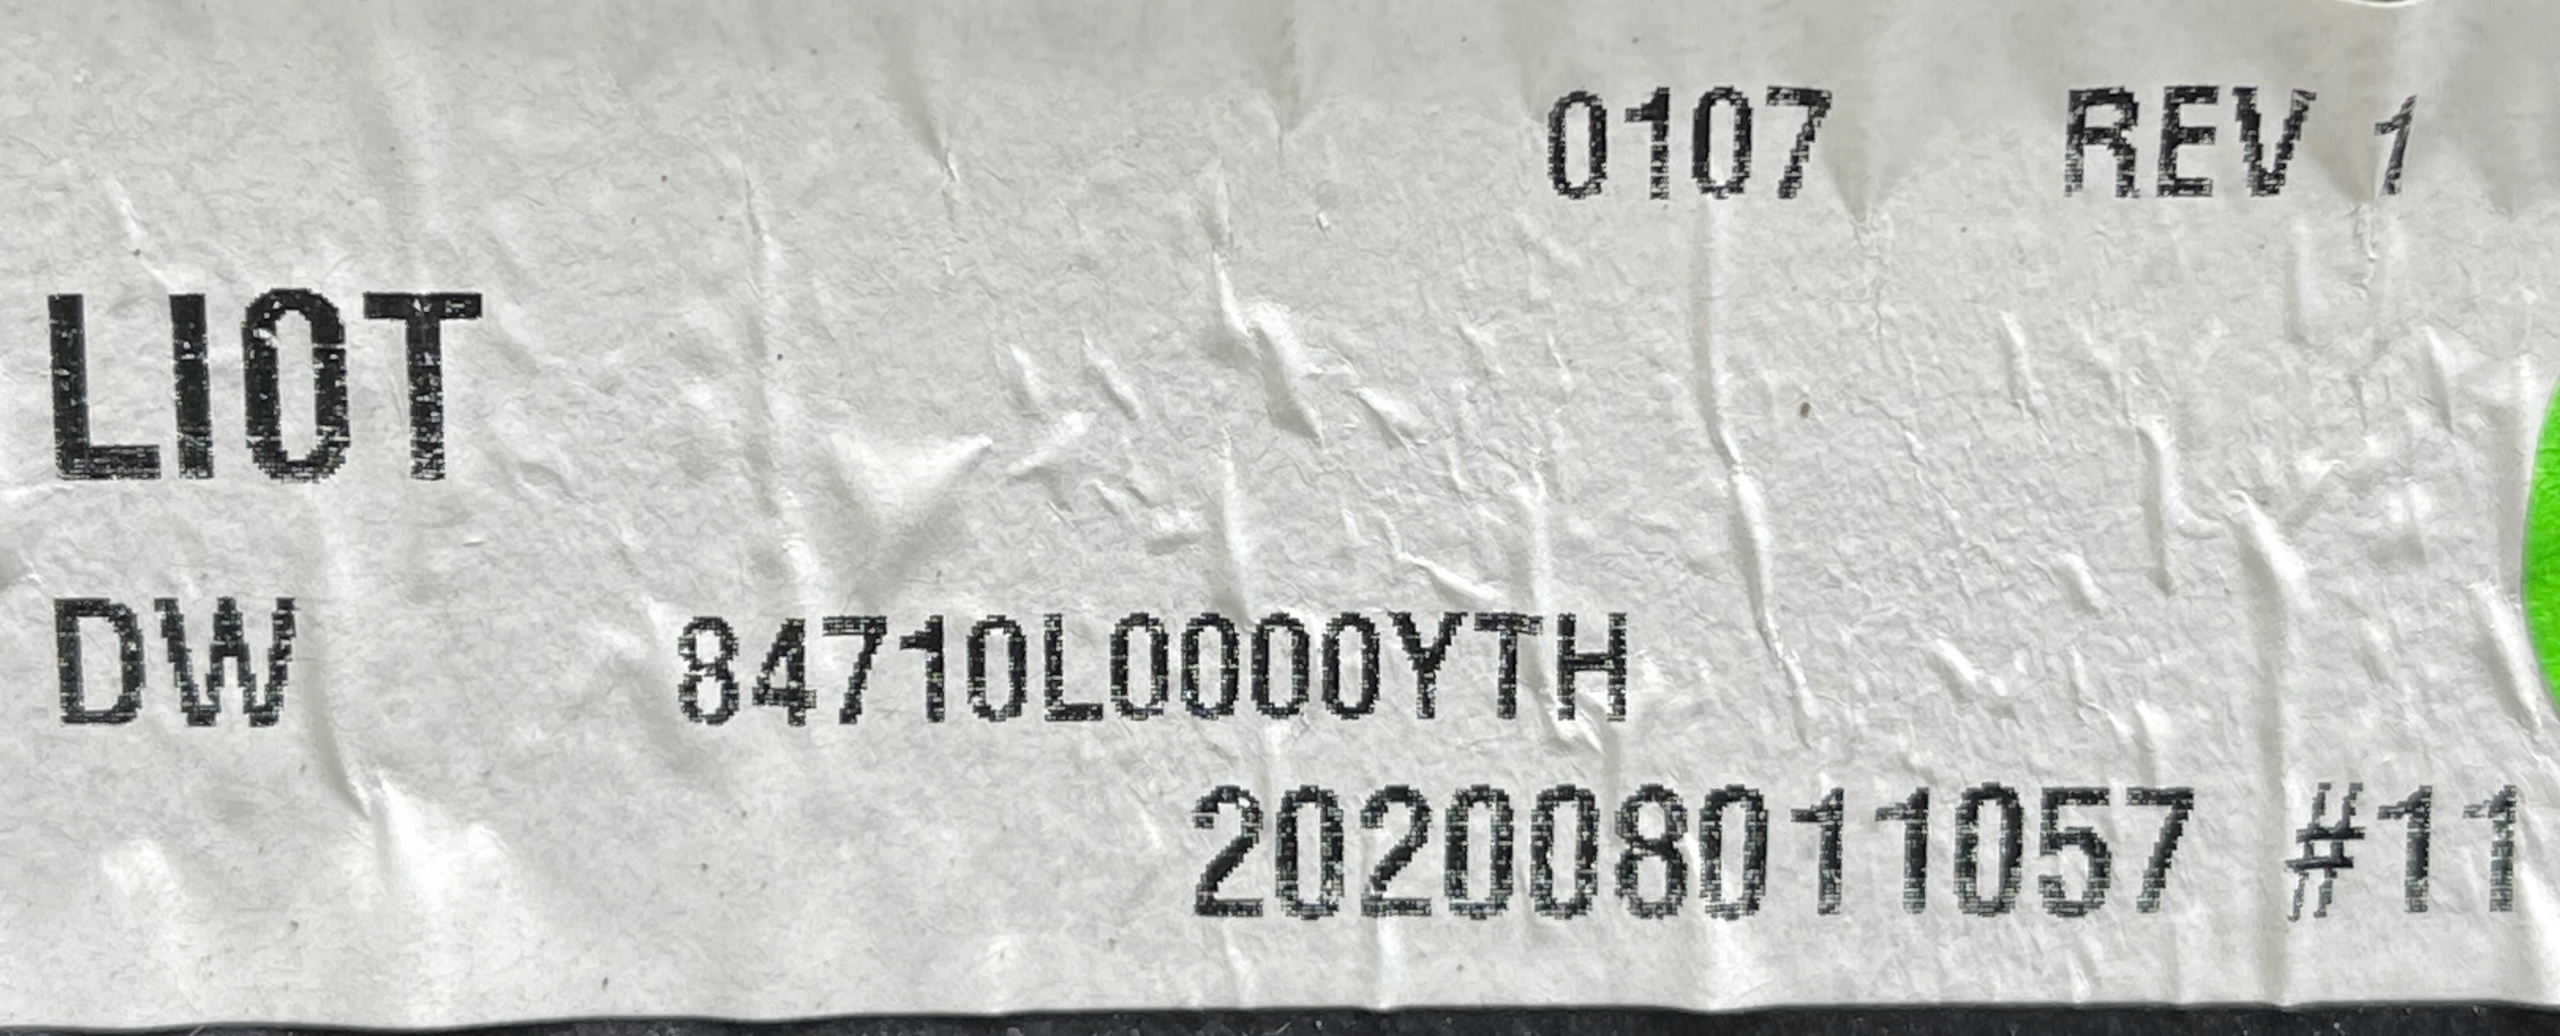 0107 REV 1
LIOT
DW 84710L0000YTH
202008011057 #11